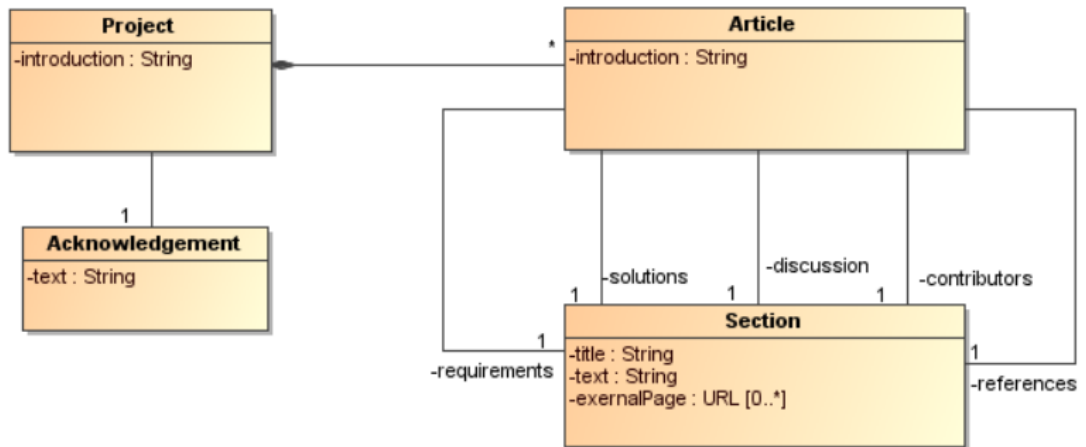 Project
-introduction : String
Article
-introduction : String
*
1
Acknowledgement
-text : String
-solutions
-discussion
-contributors
1
1
1
1
-requirements
1
-references
Section
-title : String
-text : String
-exernalPage : URL [0..*]